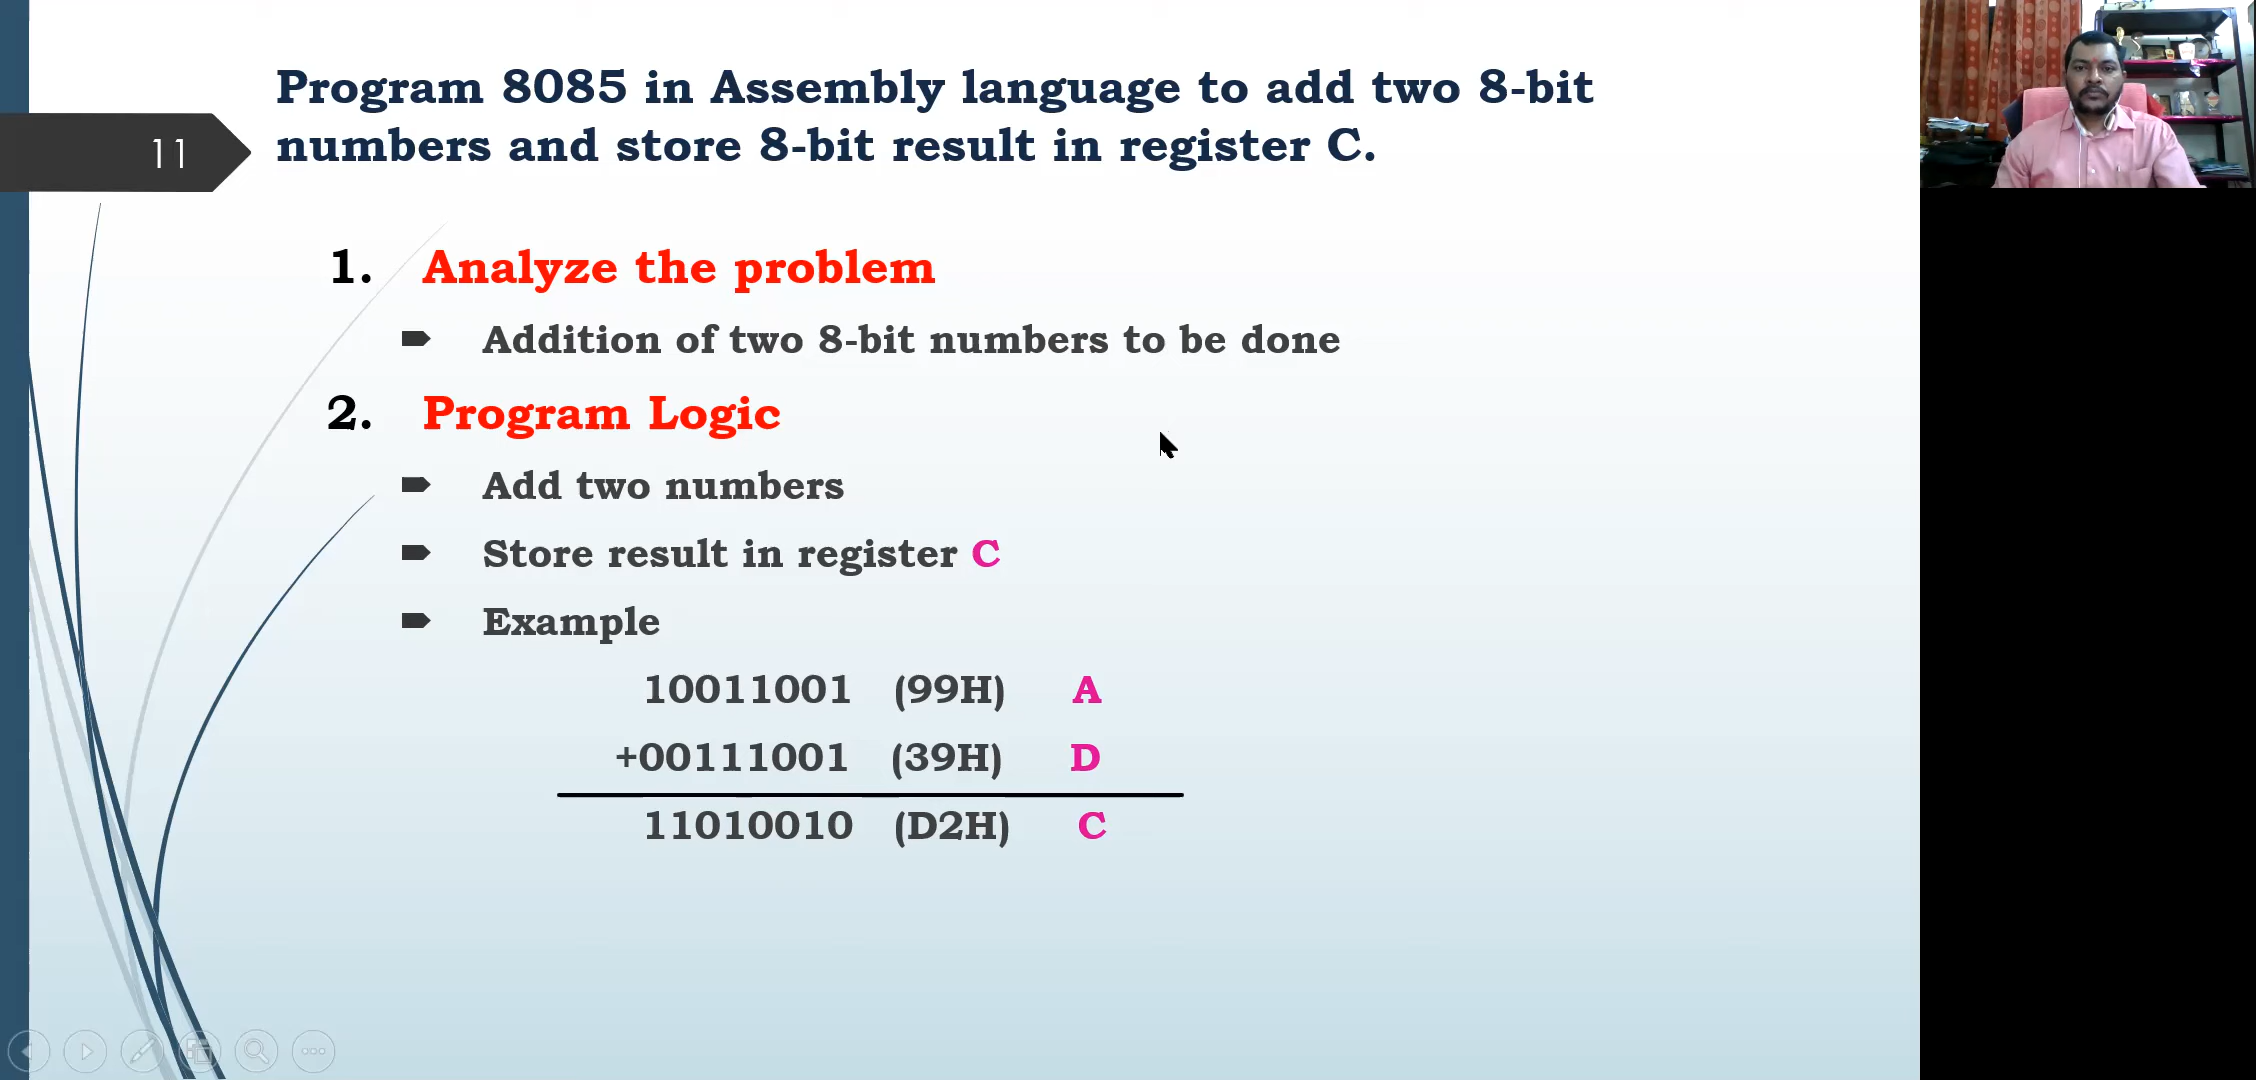 Program 8085 in Assembly language to add two 8-bit
numbers and store 8-bit result in register C.
11
1. Analyze the problem
Addition of two 8-bit numbers to be done
2. Program Logic
Add two numbers
Store result in register C
Example
10011001 (99H) A
+00111001 (39H) D
11010010 (D2H) C